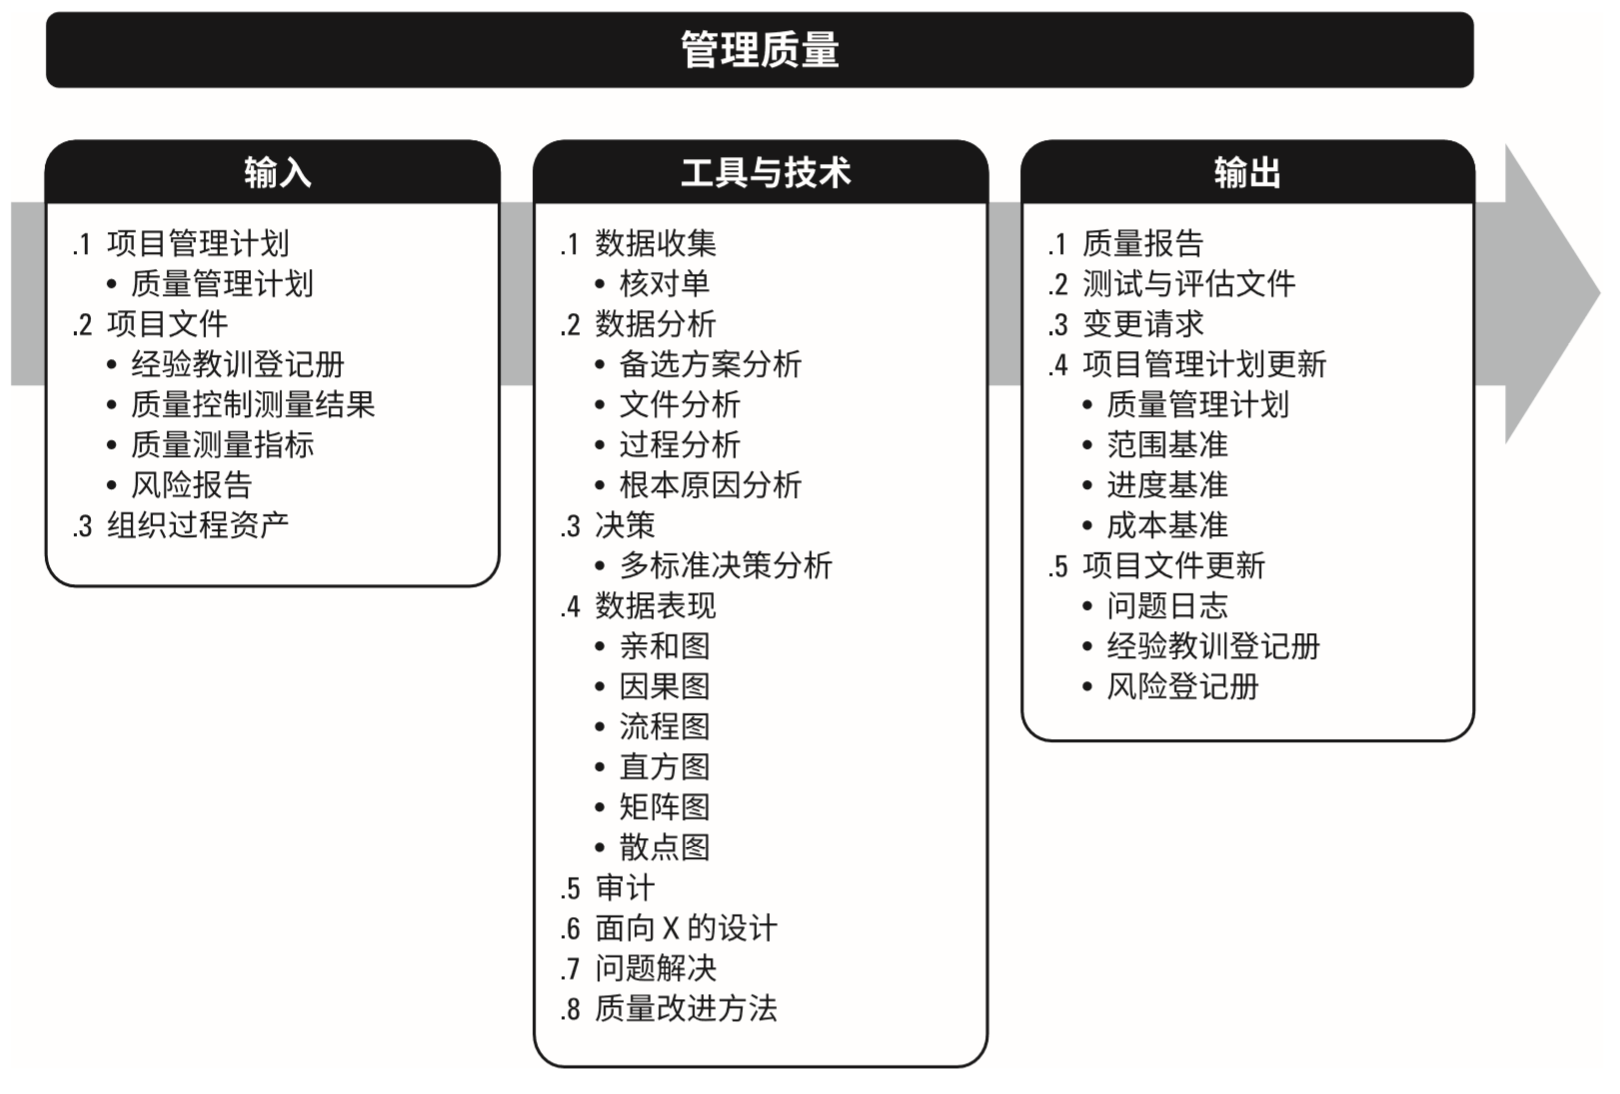 管理质量
输入
.1 项目管理计划
• 质量管理计划
.2 项目文件
• 经验教训登记册
• 质量控制测量结果
• 质量测量指标
• 风险报告
.3 组织过程资产
工具与技术
.1 数据收集
• 核对单
.2 数据分析
• 备选方案分析
• 文件分析
• 过程分析
• 根本原因分析
.3 决策
• 多标准决策分析
.4 数据表现
• 亲和图
• 因果图
• 流程图
• 直方图
• 矩阵图
• 散点图
.5 审计
.6 面向 X 的设计
.7 问题解决
.8 质量改进方法
输出
.1 质量报告
.2 测试与评估文件
.3 变更请求
.4 项目管理计划更新
• 质量管理计划
• 范围基准
• 进度基准
• 成本基准
.5 项目文件更新
• 问题日志
• 经验教训登记册
• 风险登记册